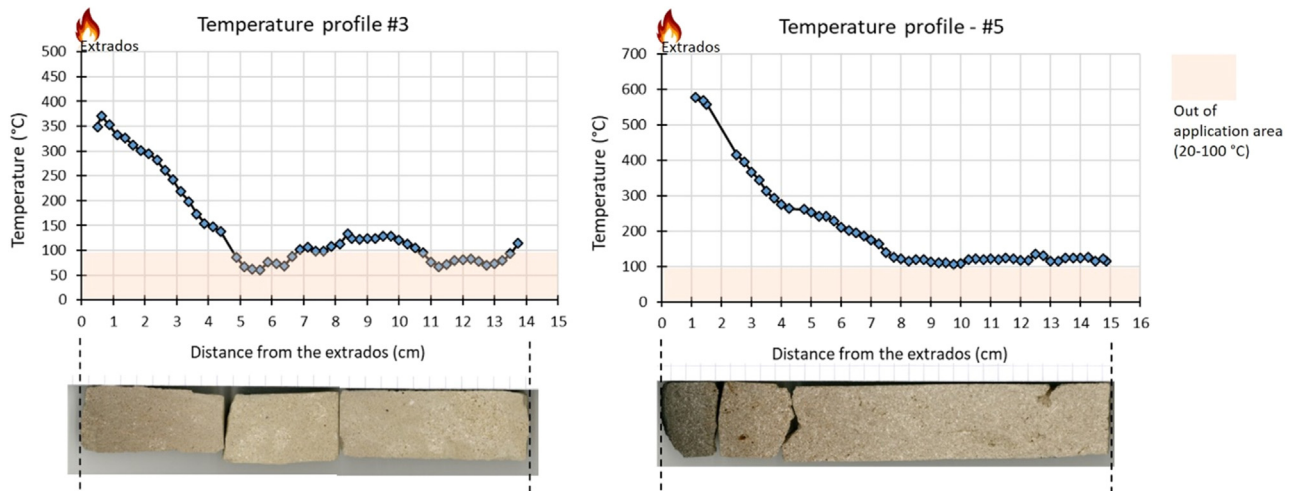 Temperature profile #3
Extrados
500
450
400
350
300
250
200
150
100
50
0
Temperature (°C)
0 1 2 3 4 5 6 7 8 9 10 11 12 13 14 15
Distance from the extrados (cm)
Temperature profile - #5
Extrados
700
600
500
400
300
200
100
0
Temperature (°C)
0 1 2 3 4 5 6 7 8 9 10 11 12 13 14 15 16
Distance from the extrados (cm)
Out of
application area
(20-100 °C)